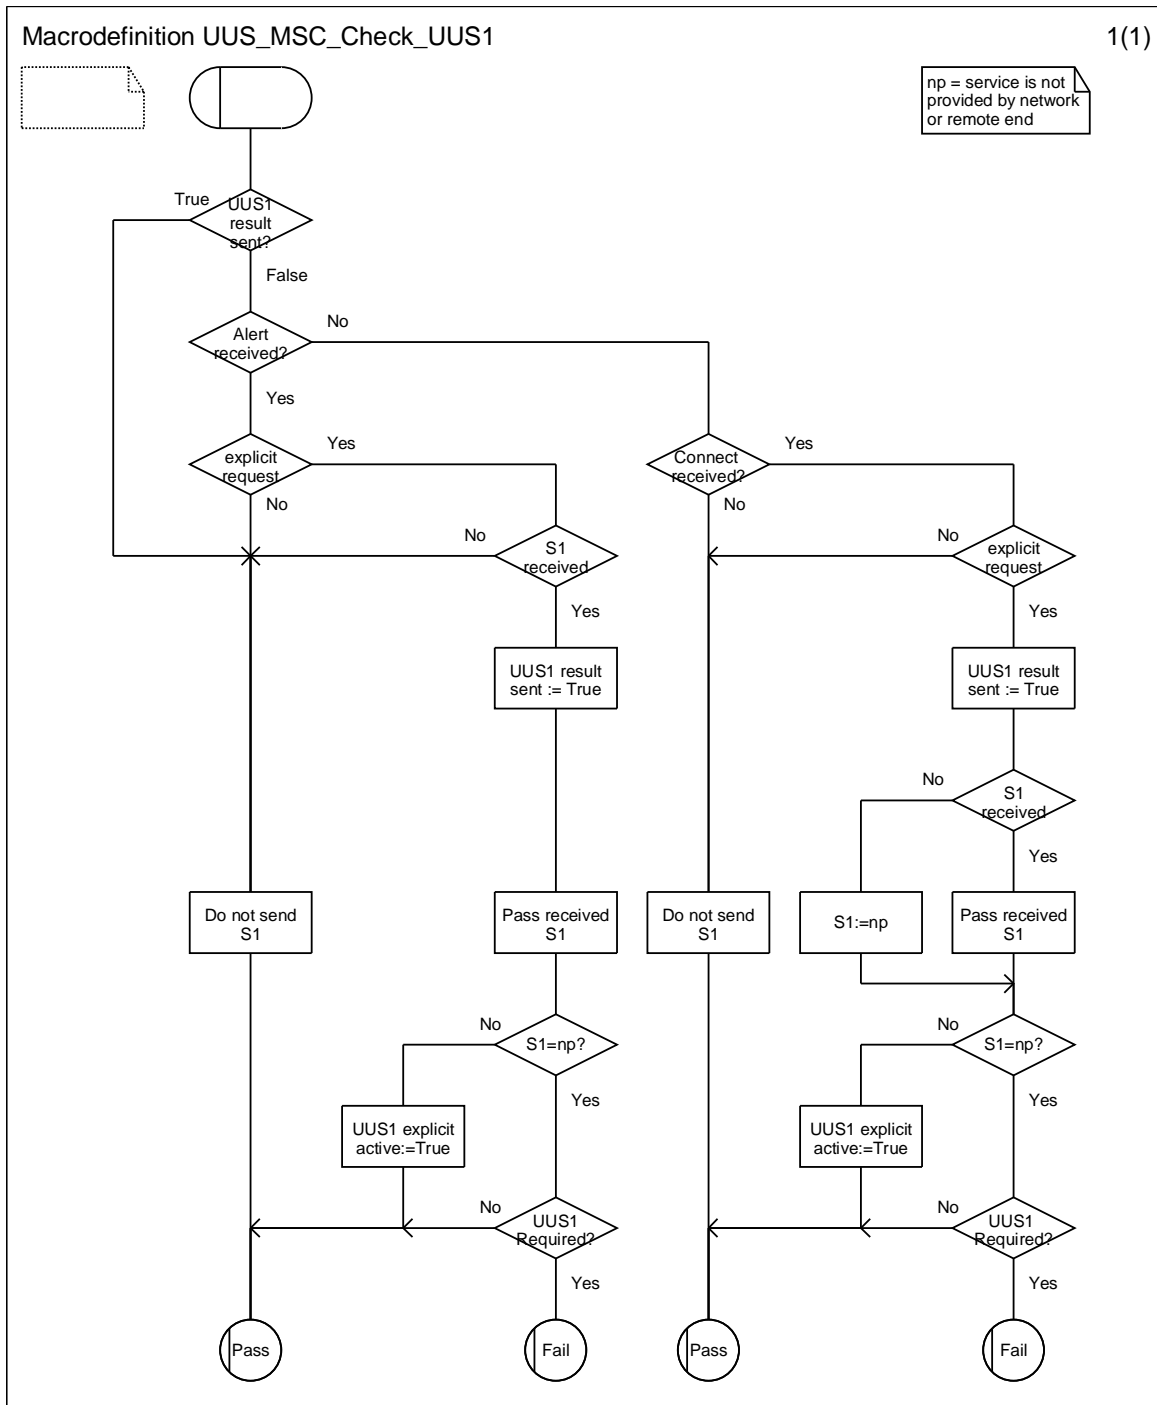 Macrodefinition UUS_MSC_Check_UUS1
1(1)
np = service is not
provided by network
or remote end
True
UUS1
result
sent?
False
Alert
received?
No
Yes
explicit
request
Yes
No
Connect
received?
Yes
No
No
S1
received
Yes
No
explicit
request
Yes
UUS1 result
sent := True
UUS1 result
sent := True
No
S1
received
Yes
Do not send
S1
Pass received
S1
Do not send
S1
S1:=np
Pass received
S1
No
S1=np?
Yes
No
S1=np?
Yes
UUS1 explicit
active:=True
UUS1 explicit
active:=True
No
UUS1
Required?
Yes
No
UUS1
Required?
Yes
Pass
Fail
Pass
Fail